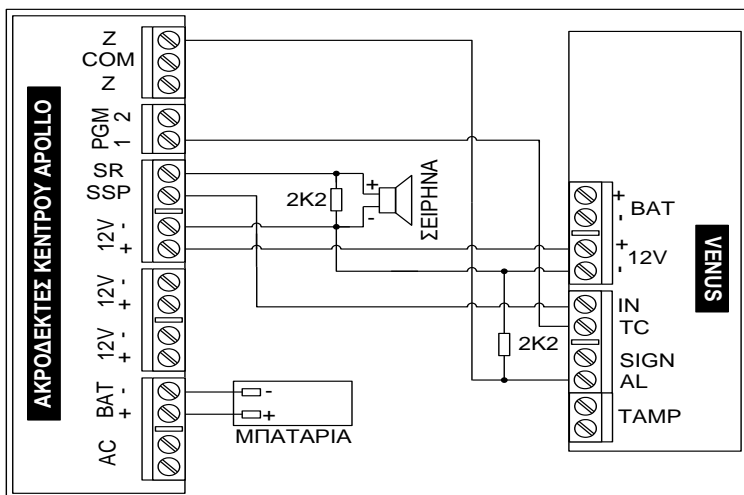 ΑΚΡΟΔΕΚΤΕΣ ΚΕΝΤΡΟΥ APOLLO
Z
COM
Z
PGM
2
1
SR
SSP
12V
-
+
12V
-
+
12V
-
+
BAT
-
+
AC
2K2
+
-
ΣΕΙΡΗΝΑ
-
+
ΜΠΑΤΑΡΙΑ
2K2
+
-
BAT
+
-
12V
IN
TC
SIGN
AL
TAMP
VENUS